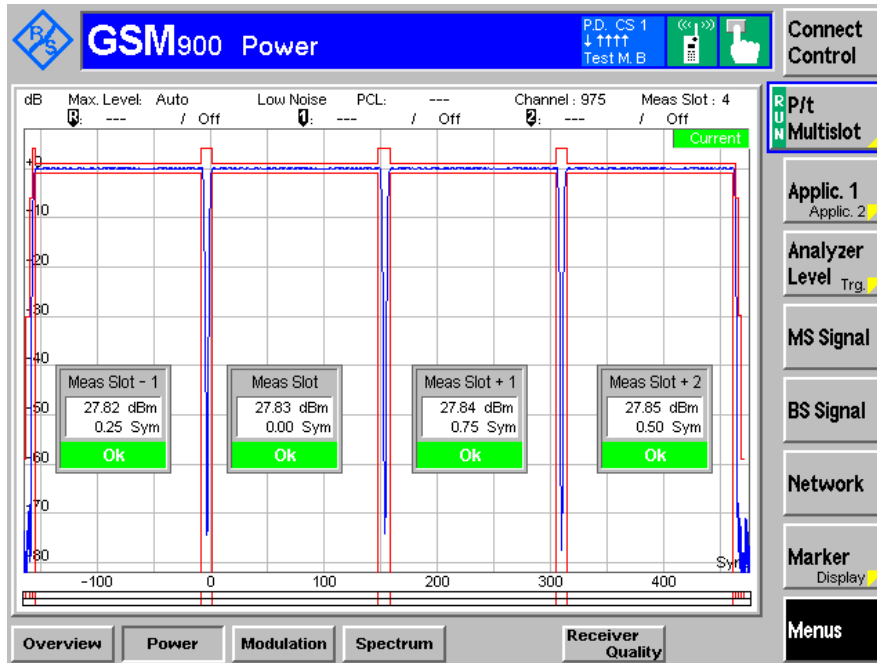 R/S
GSM900 Power
P.D. CS 1
↓ ↑↑↑↑
Test M. B
Connect
Control
dB Max. Level: Auto Low Noise PCL: --- Channel : 975 Meas Slot : 4
R: --- / Off 1: --- / Off 2: --- / Off
Current
RUN
P/t
Multislot
Applic. 1
Applic. 2
Analyzer
Level Trg.
MS Signal
BS Signal
Network
Marker
Display
Menus
+0
-10
-20
-30
-40
-50
-60
-70
-80
Meas Slot - 1
27.82 dBm
0.25 Sym
Ok
Meas Slot
27.83 dBm
0.00 Sym
Ok
Meas Slot + 1
27.84 dBm
0.75 Sym
Ok
Meas Slot + 2
27.85 dBm
0.50 Sym
Ok
-100 0 100 200 300 400
Overview Power Modulation Spectrum Receiver Quality